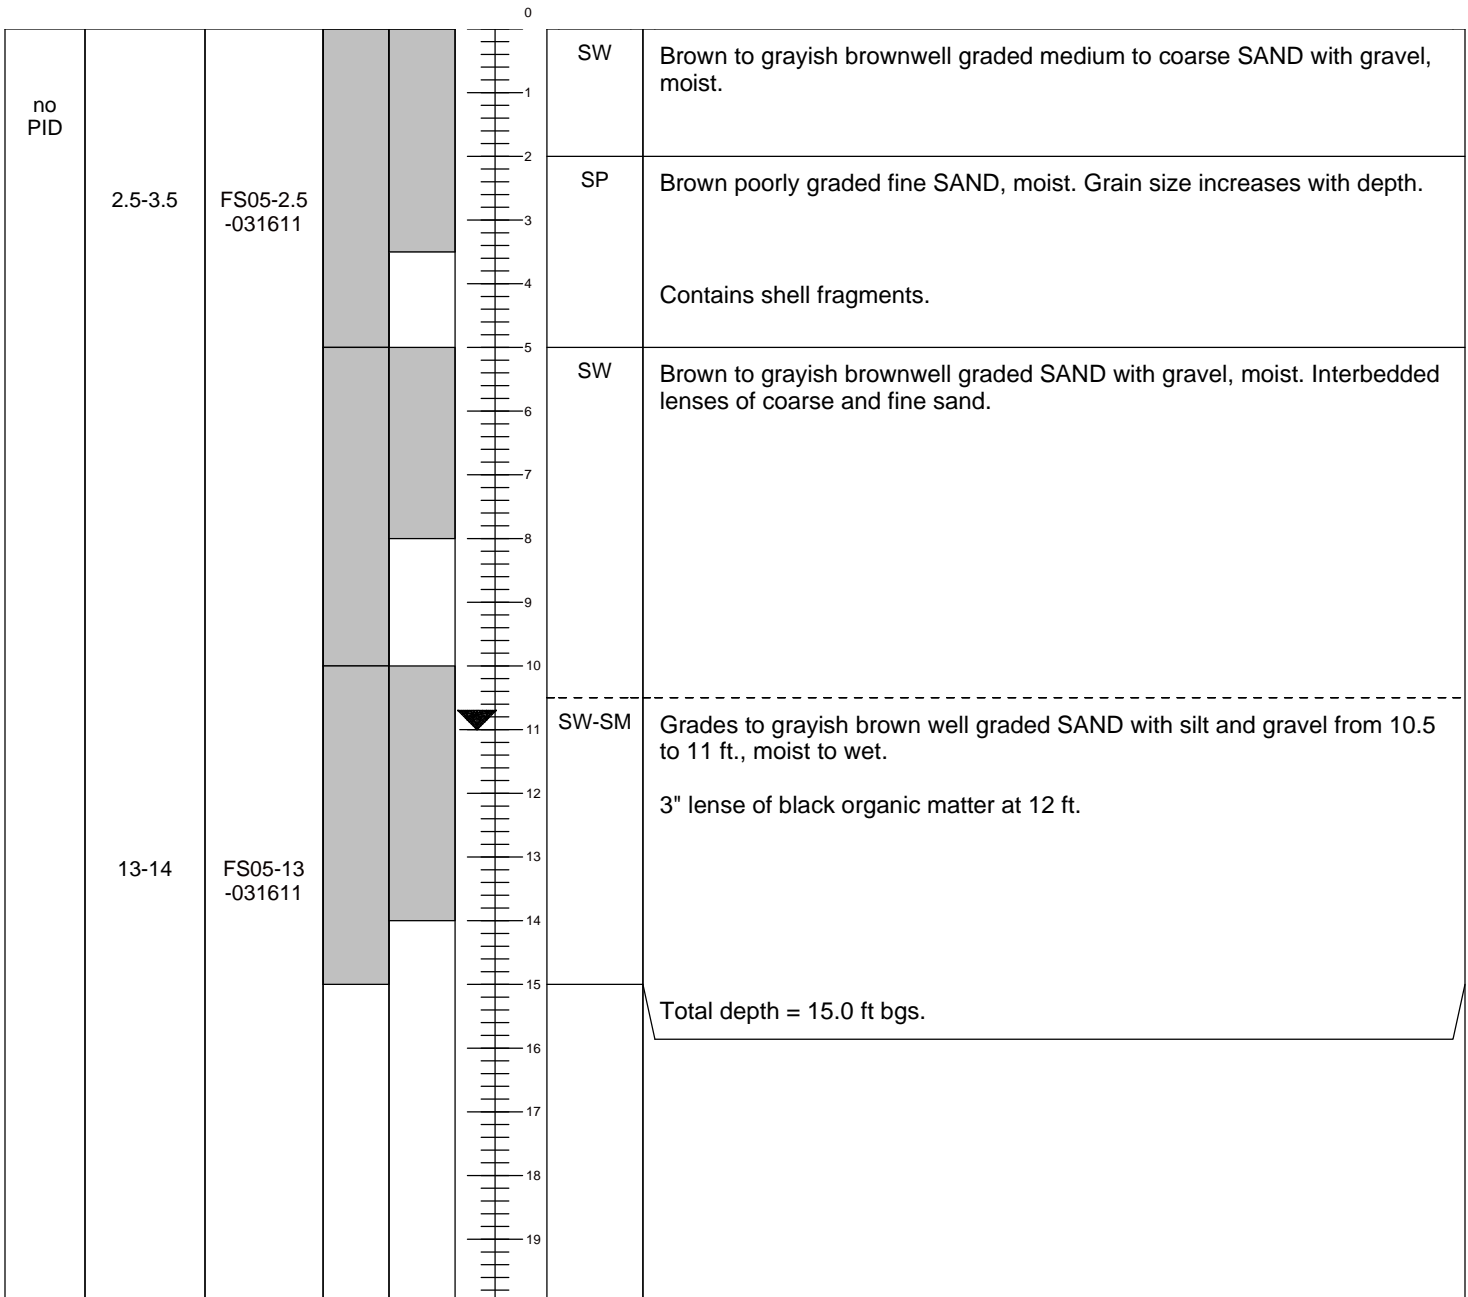 0
SW
Brown to grayish brownwell graded medium to coarse SAND with gravel,
moist.
1
no
PID
2
SP
Brown poorly graded fine SAND, moist. Grain size increases with depth.
2.5-3.5
FS05-2.5
-031611
3
4
Contains shell fragments.
5
SW
Brown to grayish brownwell graded SAND with gravel, moist. Interbedded
lenses of coarse and fine sand.
6
7
8
9
10
SW-SM
Grades to grayish brown well graded SAND with silt and gravel from 10.5
to 11 ft., moist to wet.
11
12
3" lense of black organic matter at 12 ft.
13
13-14
FS05-13
-031611
14
15
Total depth = 15.0 ft bgs.
16
17
18
19